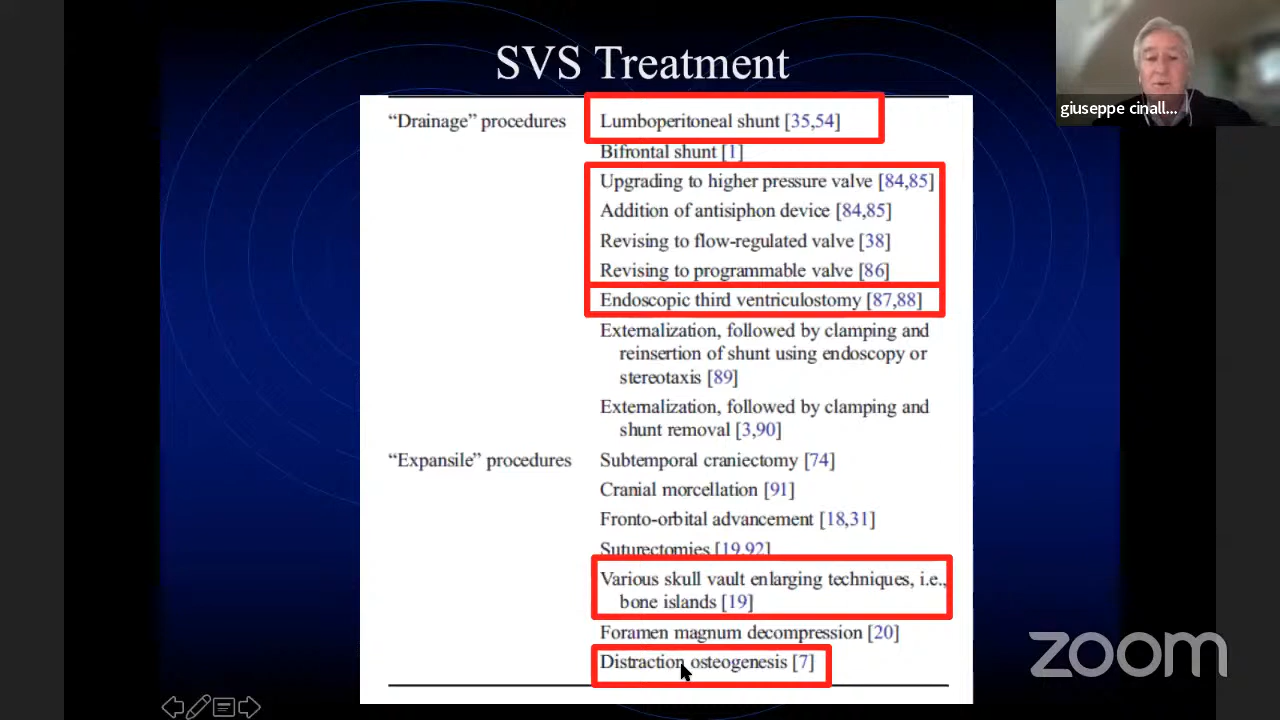 SVS Treatment
giuseppe cinall...
“Drainage” procedures
Lumboperitoneal shunt [35,54]
Bifrontal shunt [1]
Upgrading to higher pressure valve [84,85]
Addition of antisiphon device [84,85]
Revising to flow-regulated valve [38]
Revising to programmable valve [86]
Endoscopic third ventriculostomy [87,88]
Externalization, followed by clamping and
reinsertion of shunt using endoscopy or
stereotaxis [89]
Externalization, followed by clamping and
shunt removal [3,90]
“Expansile” procedures
Subtemporal craniectomy [74]
Cranial morcellation [91]
Fronto-orbital advancement [18,31]
Suturectomies [19,92]
Various skull vault enlarging techniques, i.e.,
bone islands [19]
Foramen magnum decompression [20]
Distraction osteogenesis [7]
zoom